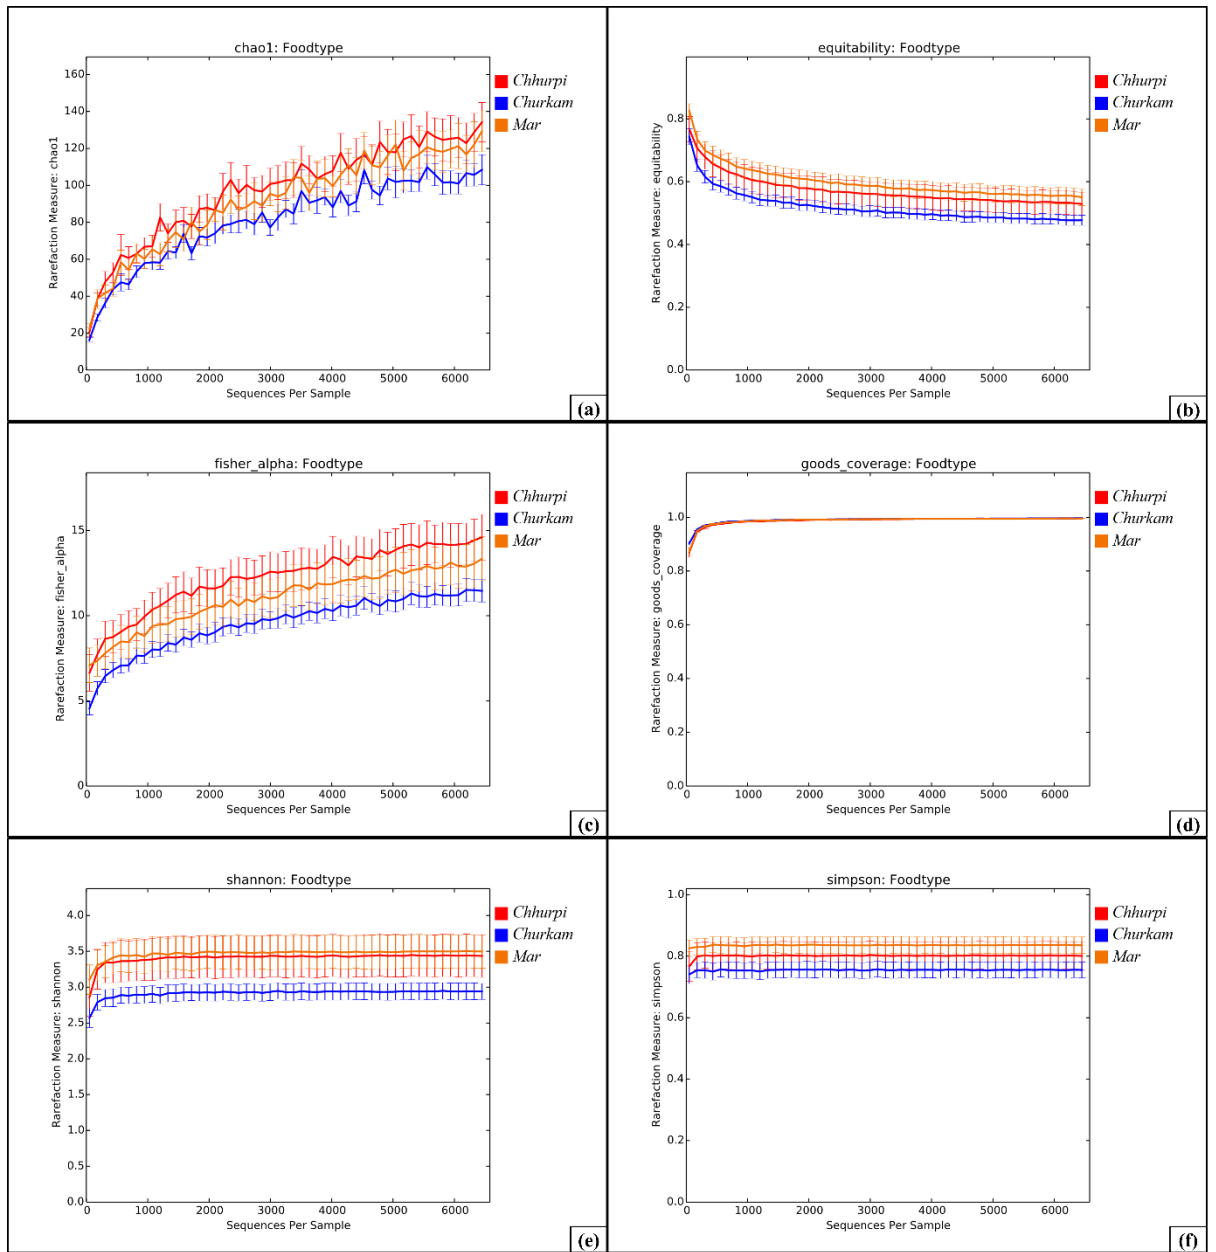 chao1: Foodtype
160
140
120
100
80
60
40
20
0
Rarefaction Measure: chao1
0 1000 2000 3000 4000 5000 6000
Sequences Per Sample
Chhurpi
Churkam
Mar
(a)
equitability: Foodtype
0.8
0.6
0.4
0.2
0.0
Rarefaction Measure: equitability
0 1000 2000 3000 4000 5000 6000
Sequences Per Sample
Chhurpi
Churkam
Mar
(b)
fisher_alpha: Foodtype
15
10
5
0
Rarefaction Measure: fisher_alpha
0 1000 2000 3000 4000 5000 6000
Sequences Per Sample
Chhurpi
Churkam
Mar
(c)
goods_coverage: Foodtype
1.0
0.8
0.6
0.4
0.2
0.0
Rarefaction Measure: goods_coverage
0 1000 2000 3000 4000 5000 6000
Sequences Per Sample
Chhurpi
Churkam
Mar
(d)
shannon: Foodtype
4.0
3.5
3.0
2.5
2.0
1.5
1.0
0.5
0.0
Rarefaction Measure: shannon
0 1000 2000 3000 4000 5000 6000
Sequences Per Sample
Chhurpi
Churkam
Mar
(e)
simpson: Foodtype
1.0
0.8
0.6
0.4
0.2
0.0
Rarefaction Measure: simpson
0 1000 2000 3000 4000 5000 6000
Sequences Per Sample
Chhurpi
Churkam
Mar
(f)